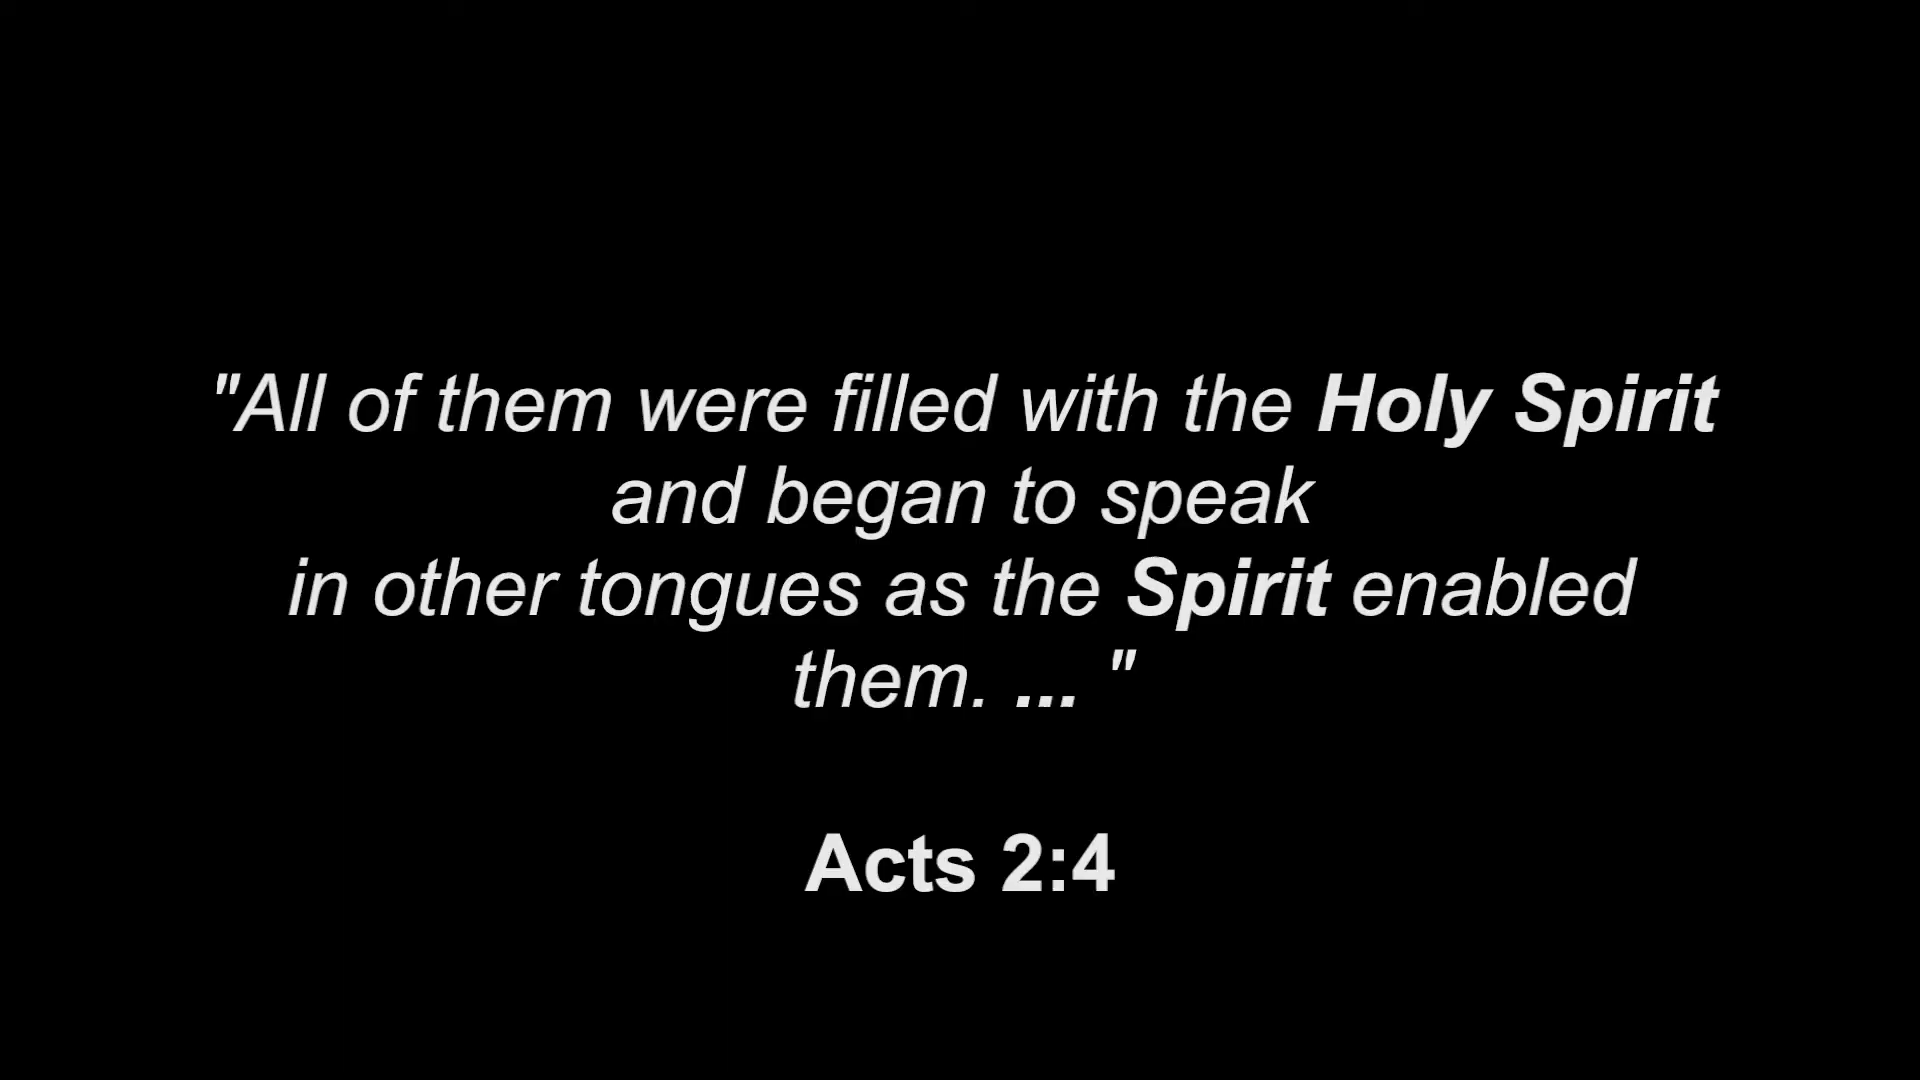 "All of them were filled with the Holy Spirit
and began to speak
in other tongues as the Spirit enabled
them. ... "
Acts 2:4